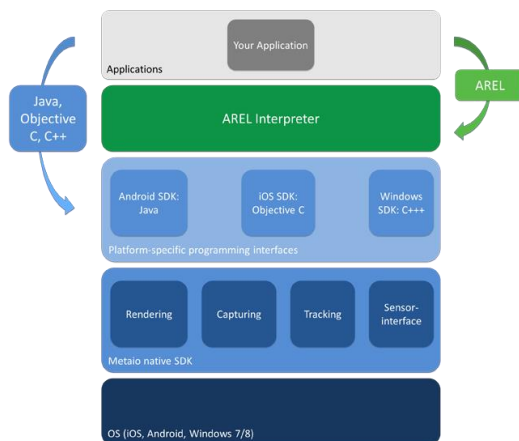 Your Application
Applications
Java,
Objective
C, C++
AREL
AREL Interpreter
Android SDK:
Java
iOS SDK:
Objective C
Windows
SDK: C+++
Platform-specific programming interfaces
Rendering
Capturing
Tracking
Sensor-
interface
Metaio native SDK
OS (iOS, Android, Windows 7/8)